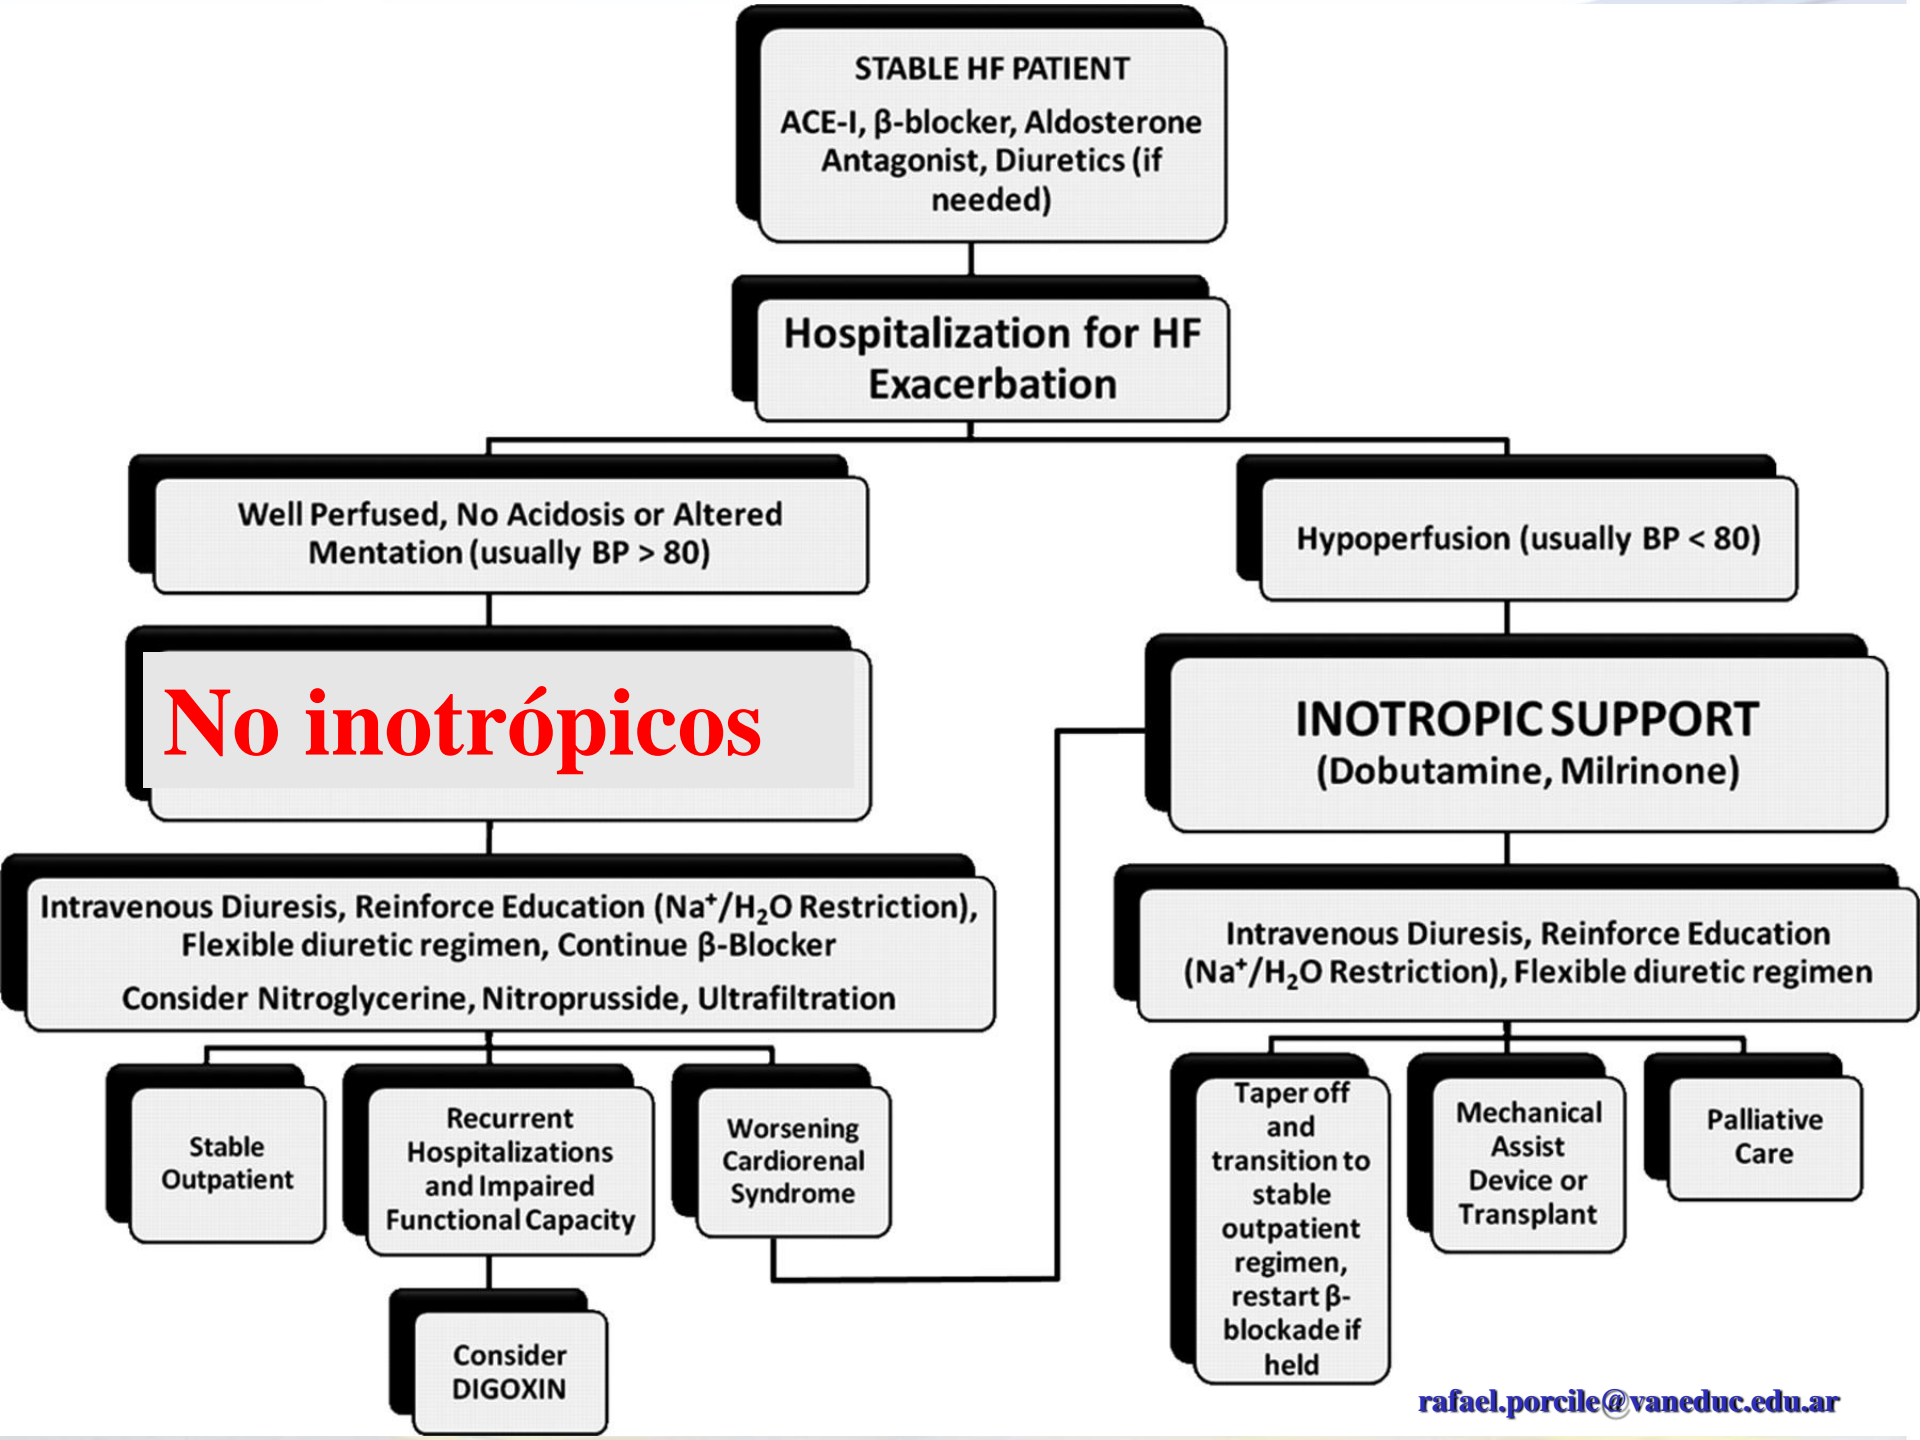 STABLE HF PATIENT
ACE-I, β-blocker, Aldosterone
Antagonist, Diuretics (if
needed)
Hospitalization for HF
Exacerbation
Well Perfused, No Acidosis or Altered
Mentation (usually BP > 80)
Hypoperfusion (usually BP < 80)
No inotrópicos
INOTROPIC SUPPORT
(Dobutamine, Milrinone)
Intravenous Diuresis, Reinforce Education (Na⁺/H₂O Restriction),
Flexible diuretic regimen, Continue β-Blocker
Consider Nitroglycerine, Nitroprusside, Ultrafiltration
Intravenous Diuresis, Reinforce Education
(Na⁺/H₂O Restriction), Flexible diuretic regimen
Stable
Outpatient
Recurrent
Hospitalizations
and Impaired
Functional Capacity
Worsening
Cardiorenal
Syndrome
Taper off
and
transition to
stable
outpatient
regimen,
restart β-
blockade if
held
Mechanical
Assist
Device or
Transplant
Palliative
Care
Consider
DIGOXIN
rafael.porcile@vaneduc.edu.ar